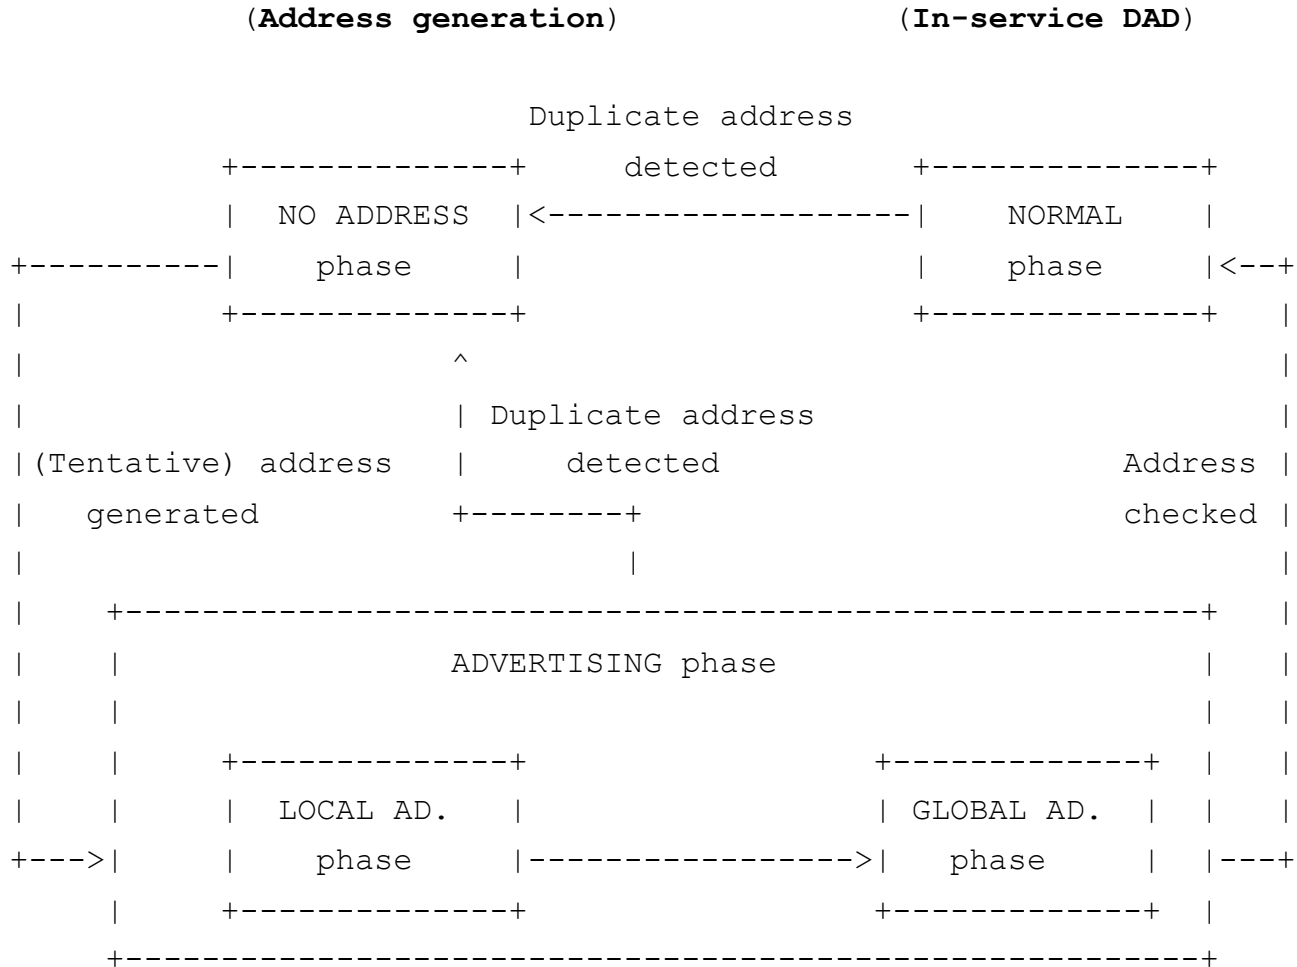 (Address generation) (In-service DAD)
Duplicate address
+--------------+ detected +--------------+
| NO ADDRESS |<-------------------| NORMAL |
+----------| phase | | phase |<--+
| +--------------+ +--------------+ |
| ^ |
| | Duplicate address |
|(Tentative) address | detected Address |
| generated +--------+ checked |
| | |
| +--------------------------------------------------------+ |
| | ADVERTISING phase | |
| | | |
| | +--------------+ +-------------+ | |
| | | LOCAL AD. | | GLOBAL AD. | | |
+--->| | phase |----------------->| phase | |---+
| +--------------+ +-------------+ |
+--------------------------------------------------------+